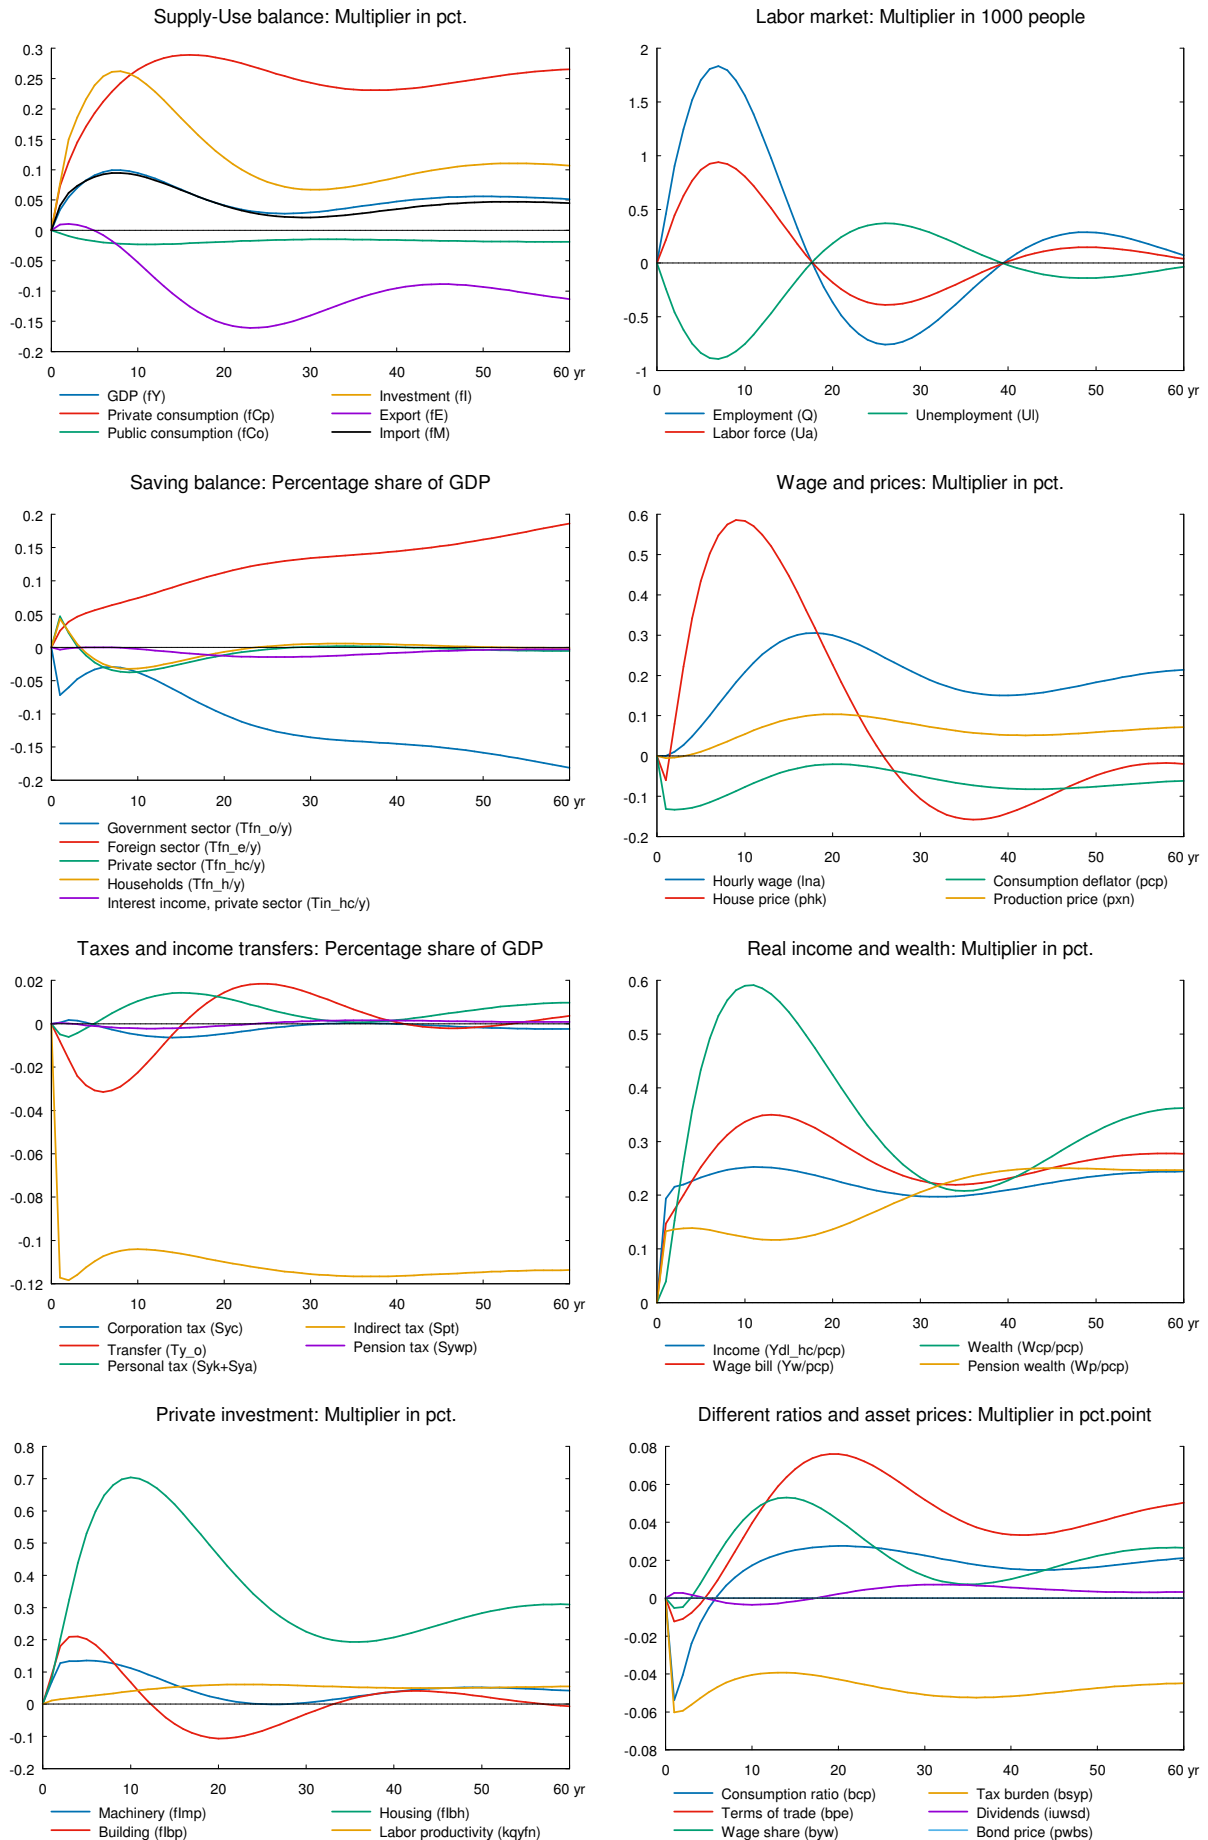 Supply-Use balance: Multiplier in pct.
0.3
0.25
0.2
0.15
0.1
0.05
0
-0.05
-0.1
-0.15
-0.2
0 10 20 30 40 50 60 yr
GDP (fY)
Private consumption (fCp)
Public consumption (fCo)
Investment (fI)
Export (fE)
Import (fM)
Labor market: Multiplier in 1000 people
2
1.5
1
0.5
0
-0.5
-1
0 10 20 30 40 50 60 yr
Employment (Q)
Labor force (Ua)
Unemployment (Ul)
Saving balance: Percentage share of GDP
0.2
0.15
0.1
0.05
0
-0.05
-0.1
-0.15
-0.2
0 10 20 30 40 50 60 yr
Government sector (Tfn_o/y)
Foreign sector (Tfn_e/y)
Private sector (Tfn_hc/y)
Households (Tfn_h/y)
Interest income, private sector (Tin_hc/y)
Wage and prices: Multiplier in pct.
0.6
0.5
0.4
0.3
0.2
0.1
0
-0.1
-0.2
0 10 20 30 40 50 60 yr
Hourly wage (lna)
House price (phk)
Consumption deflator (pcp)
Production price (pxn)
Taxes and income transfers: Percentage share of GDP
0.02
0
-0.02
-0.04
-0.06
-0.08
-0.1
-0.12
0 10 20 30 40 50 60 yr
Corporation tax (Syc)
Transfer (Ty_o)
Personal tax (Syk+Sya)
Indirect tax (Spt)
Pension tax (Sywp)
Real income and wealth: Multiplier in pct.
0.6
0.5
0.4
0.3
0.2
0.1
0
0 10 20 30 40 50 60 yr
Income (Ydl_hc/pcp)
Wage bill (Yw/pcp)
Wealth (Wcp/pcp)
Pension wealth (Wp/pcp)
Private investment: Multiplier in pct.
0.8
0.7
0.6
0.5
0.4
0.3
0.2
0.1
0
-0.1
-0.2
0 10 20 30 40 50 60 yr
Machinery (fImp)
Building (fIbp)
Housing (fIbh)
Labor productivity (kqyfn)
Different ratios and asset prices: Multiplier in pct.point
0.08
0.06
0.04
0.02
0
-0.02
-0.04
-0.06
-0.08
0 10 20 30 40 50 60 yr
Consumption ratio (bcp)
Terms of trade (bpe)
Wage share (byw)
Tax burden (bsyp)
Dividends (iuwsd)
Bond price (pwbs)